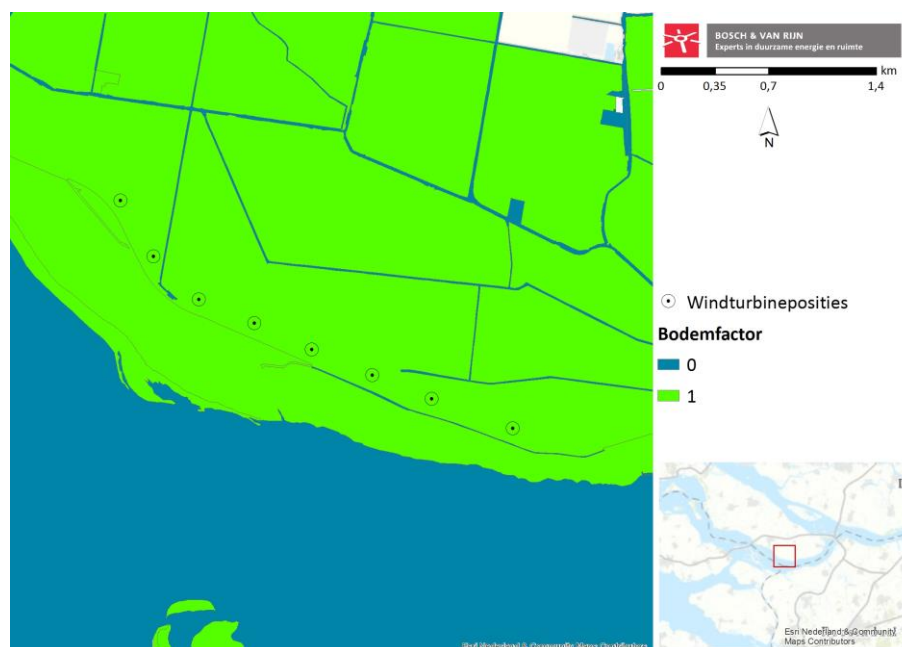 BOSCH & VAN RIJN
Experts in duurzame energie en ruimte
km
0 0,35 0,7 1,4
N
Windturbineposities
Bodemfactor
0
1
Esri Nederland & Community
Maps Contributors